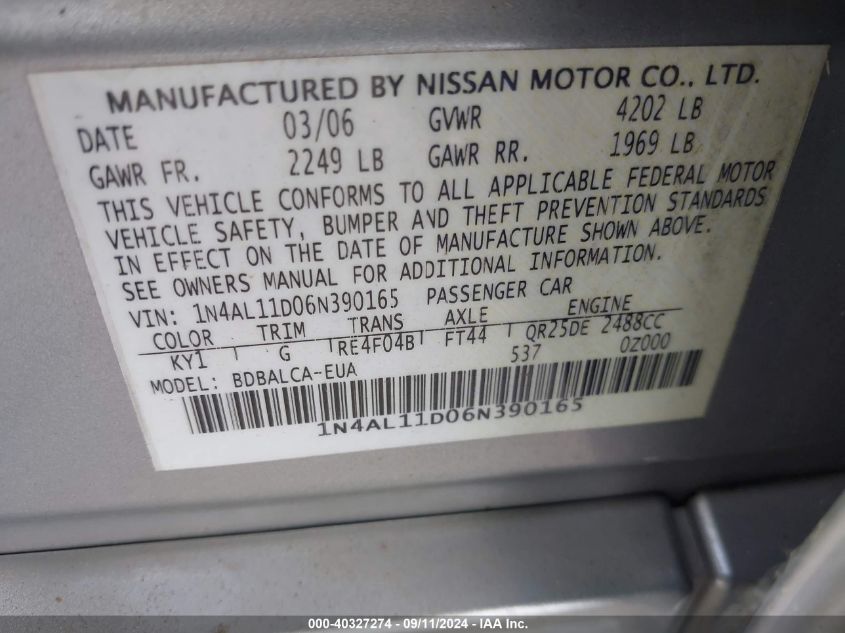 MANUFACTURED BY NISSAN MOTOR CO., LTD.
DATE 03/06 GVWR 4202 LB
GAWR FR. 2249 LB GAWR RR. 1969 LB
THIS VEHICLE CONFORMS TO ALL APPLICABLE FEDERAL MOTOR
VEHICLE SAFETY, BUMPER AND THEFT PREVENTION STANDARDS
IN EFFECT ON THE DATE OF MANUFACTURE SHOWN ABOVE.
SEE OWNERS MANUAL FOR ADDITIONAL INFORMATION.
VIN: 1N4AL11D06N390165 PASSENGER CAR
COLOR TRIM TRANS AXLE ENGINE
KY1 G RE4F04B FT44 QR25DE 2488CC
MODEL: BDBALCA-EUA 537 0Z000
1N4AL11D06N390165
000-40327274 - 09/11/2024 - IAA Inc.